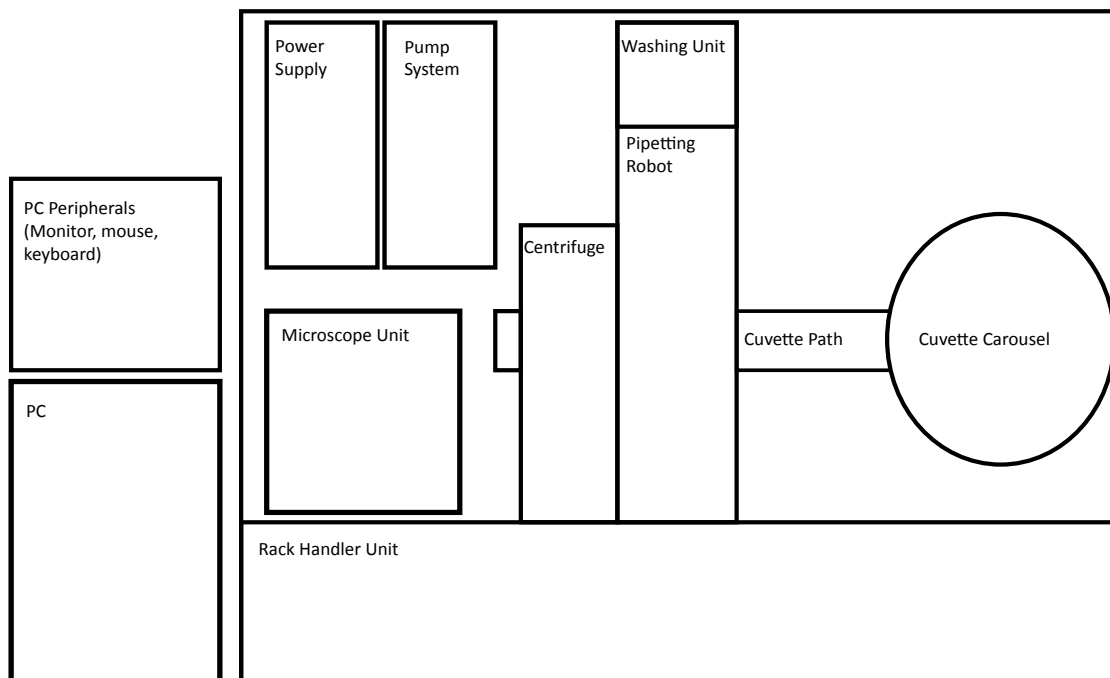 Power
Supply
Pump
System
Washing Unit
Pipetting
Robot
PC Peripherals
(Monitor, mouse,
keyboard)
Centrifuge
Microscope Unit
Cuvette Path
Cuvette Carousel
PC
Rack Handler Unit